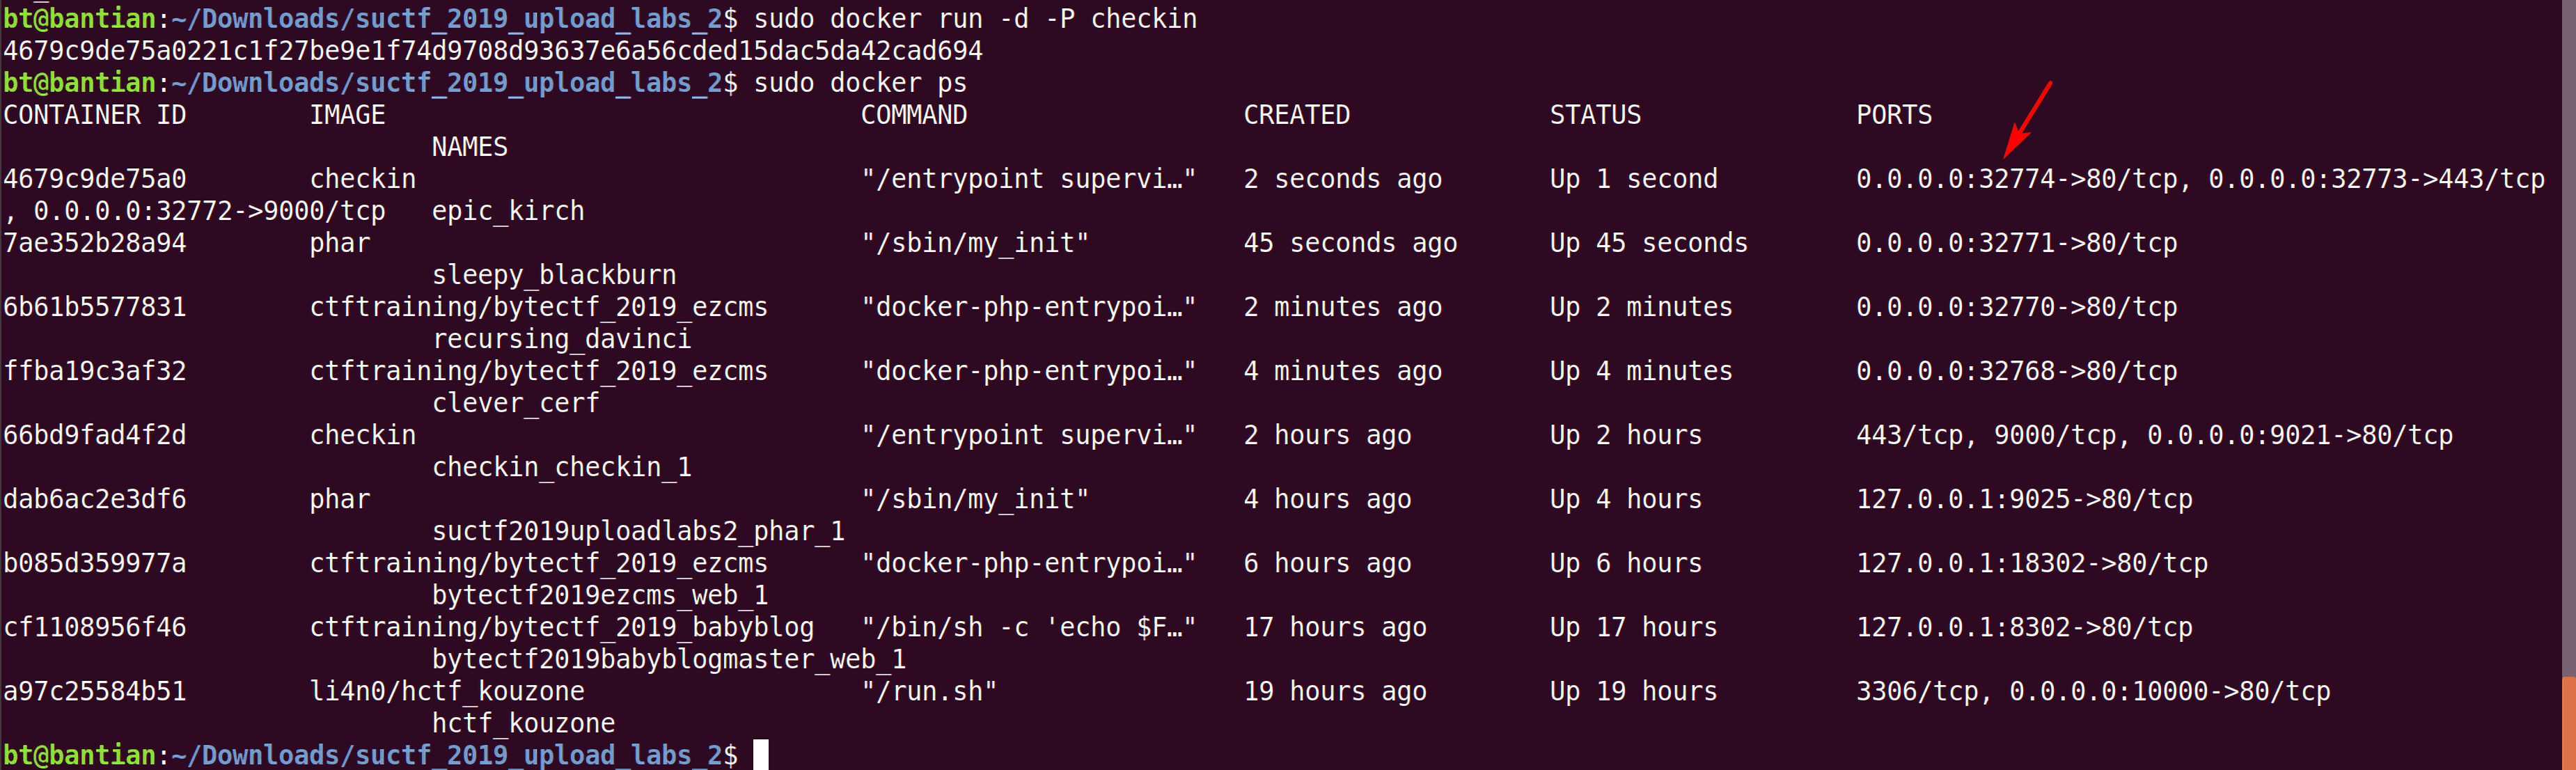 bt@bantian:~/Downloads/suctf_2019_upload_labs_2$ sudo docker run -d -P checkin
4679c9de75a0221c1f27be9e1f74d9708d93637e6a56cded15dac5da42cad694
bt@bantian:~/Downloads/suctf_2019_upload_labs_2$ sudo docker ps
CONTAINER ID        IMAGE                               COMMAND                  CREATED             STATUS              PORTS
                            NAMES
4679c9de75a0        checkin                             "/entrypoint supervi…"   2 seconds ago       Up 1 second         0.0.0.0:32774->80/tcp, 0.0.0.0:32773->443/tcp
, 0.0.0.0:32772->9000/tcp   epic_kirch
7ae352b28a94        phar                                "/sbin/my_init"          45 seconds ago      Up 45 seconds       0.0.0.0:32771->80/tcp
                            sleepy_blackburn
6b61b5577831        ctftraining/bytectf_2019_ezcms      "docker-php-entrypoi…"   2 minutes ago       Up 2 minutes        0.0.0.0:32770->80/tcp
                            recursing_davinci
ffba19c3af32        ctftraining/bytectf_2019_ezcms      "docker-php-entrypoi…"   4 minutes ago       Up 4 minutes        0.0.0.0:32768->80/tcp
                            clever_cerf
66bd9fad4f2d        checkin                             "/entrypoint supervi…"   2 hours ago         Up 2 hours          443/tcp, 9000/tcp, 0.0.0.0:9021->80/tcp
                            checkin_checkin_1
dab6ac2e3df6        phar                                "/sbin/my_init"          4 hours ago         Up 4 hours          127.0.0.1:9025->80/tcp
                            suctf2019uploadlabs2_phar_1
b085d359977a        ctftraining/bytectf_2019_ezcms      "docker-php-entrypoi…"   6 hours ago         Up 6 hours          127.0.0.1:18302->80/tcp
                            bytectf2019ezcms_web_1
cf1108956f46        ctftraining/bytectf_2019_babyblog   "/bin/sh -c 'echo $F…"   17 hours ago        Up 17 hours         127.0.0.1:8302->80/tcp
                            bytectf2019babyblogmaster_web_1
a97c25584b51        li4n0/hctf_kouzone                  "/run.sh"                19 hours ago        Up 19 hours         3306/tcp, 0.0.0.0:10000->80/tcp
                            hctf_kouzone
bt@bantian:~/Downloads/suctf_2019_upload_labs_2$